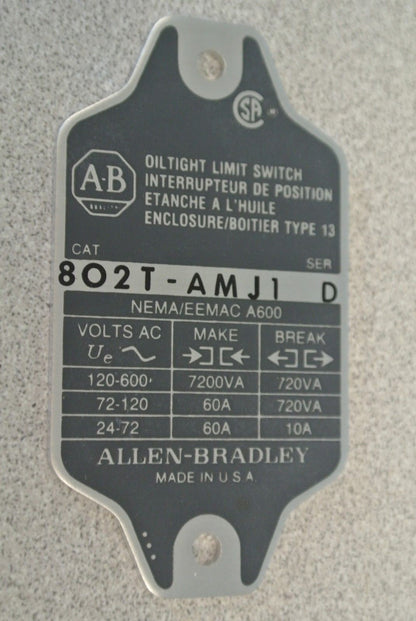 SA
A-B
QUALITY
OILTIGHT LIMIT SWITCH
INTERRUPTEUR DE POSITION
ETANCHE A L'HUILE
ENCLOSURE/BOITIER TYPE 13
CAT SER
802T-AMJ1 D
NEMA/EEMAC A600
VOLTS AC MAKE BREAK
Ue
120-600 7200VA 720VA
72-120 60A 720VA
24-72 60A 10A
ALLEN-BRADLEY
MADE IN U.S.A.